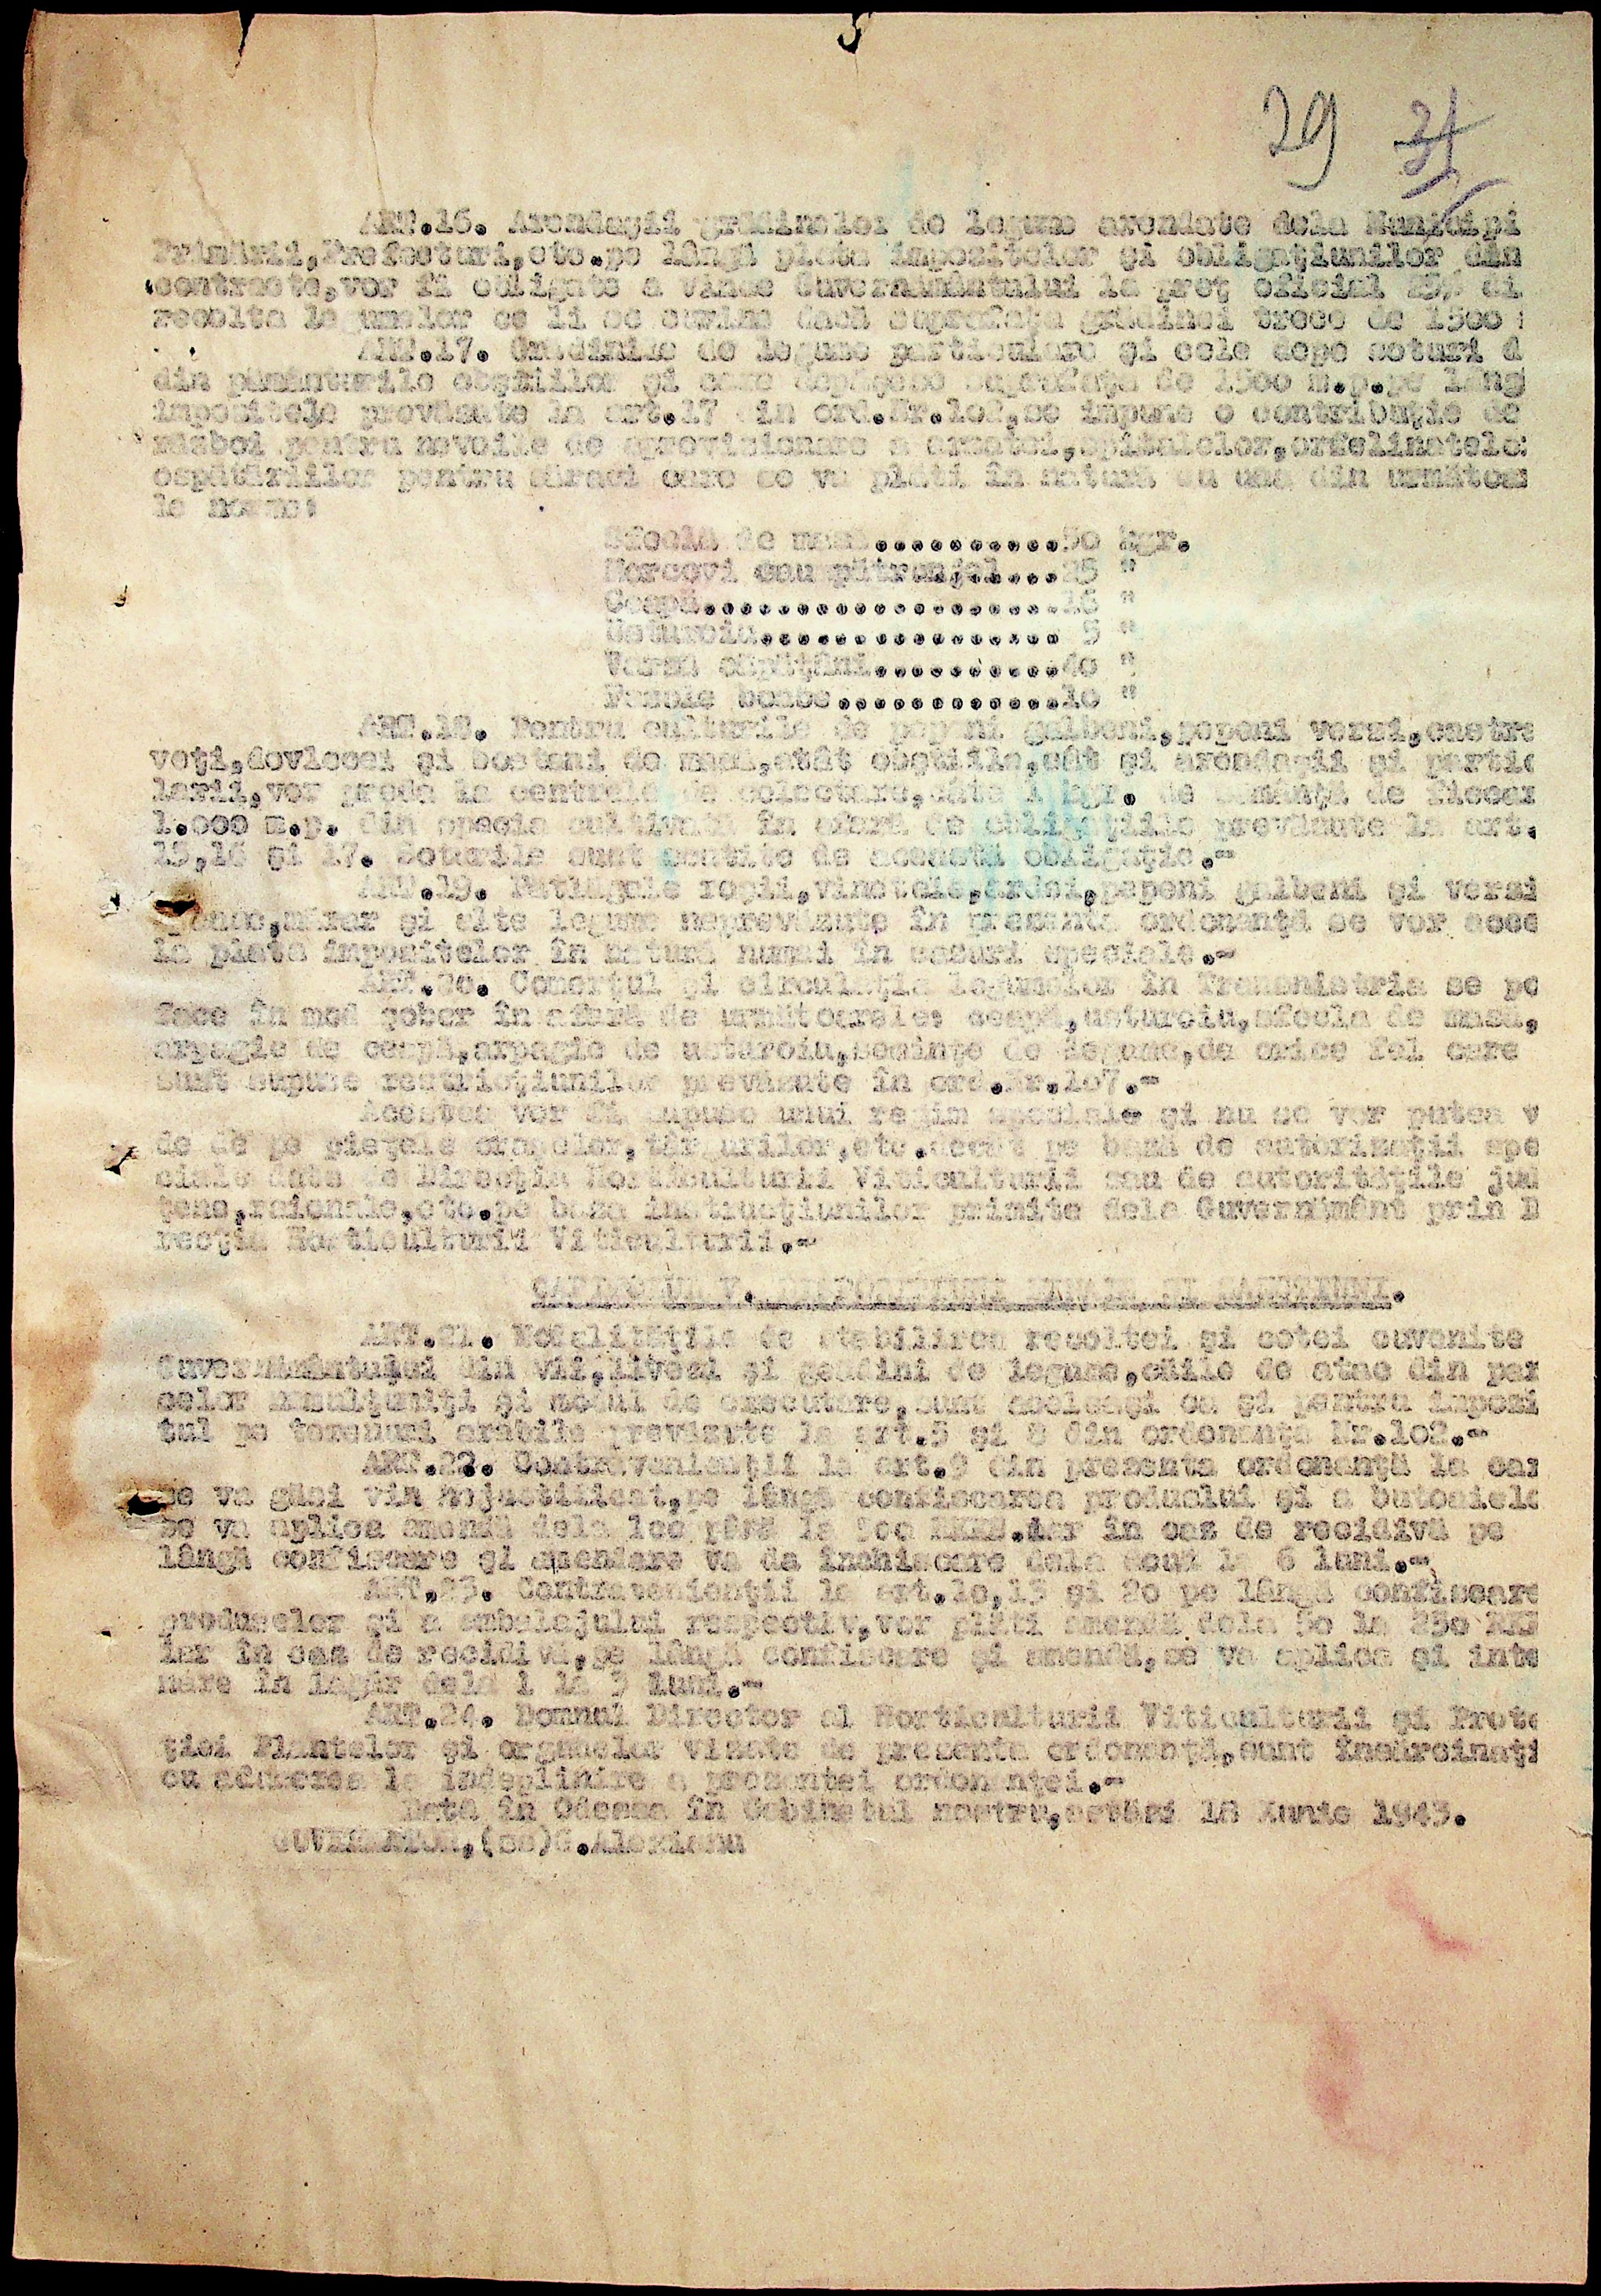 29 31
ART.16. Arondaşii grădinelor de legume arendate dela Municipi
Primării,Prefecturi,etc.pe lângă plata impozitelor şi obligaţiunilor din
contracte,vor fi obligate a vinde Guvernământului la preţ oficial 25%
recolta legumelor ce li se cuvine dacă suprafaţa grădinei trece de 1500
ART.17. Grădinile de legume particulare şi cele depe loturi d
din pământurile obştiilor şi care depăşesc suprafaţa de 1500 m.p.pe lâng
impozitele prevăzute la art.17 din ord.Nr.102,se impune o contribuţie de
război pentru nevoile de aprovizionare a armatei,spitalelor,orfelinatelor
ospătăriilor pentru săraci care se va plăti în natură cu una din următoa
le norme:
Sfeclă de masă...........50 kgr.
Morcovi sau pătrunjel....25 "
Ceapă....................15 "
Usturoiu................. 5 "
Varză căpăţâni...........40 "
Fasole boabe.............10 "
ART.18. Pentru culturile de pepeni galbeni,pepeni verzi,castra
veţi,dovlecei şi bostani de masă,atât obştiile,cât şi arendaşii şi partic
larii,vor preda la centrele de colectare,câte 1 kgr. de sămânţă de fiecar
1.000 m.p. din specia cultivată în afară de obligaţiile prevăzute la art.
15,16 şi 17. Loturile sunt scutite de această obligaţie.-
ART.19. Pătlăgele roşii,vinetele,ardei,pepeni galbeni şi verzi
mărar şi alte legume neprevăzute în prezenta ordonanţă se vor
la plata impozitelor în natură numai în cazuri speciale.-
ART.20. Comerţul şi circulaţia legumelor în Transnistria se po
face în mod liber în afară de următoarele: ceapă,usturoiu,sfecla de masă,
arpagic de ceapă,arpagic de usturoiu,seminţe de legume,de orice fel care
sunt supuse restricţiunilor prevăzute în ord.Nr.107.-
Acestea vor fi supuse unui regim special- şi nu se vor putea v
de pe pieţele oraşelor,târgurilor,etc.decât pe bază de autorizaţii spe
ciale date de Direcţia Horticulturii Viticulturii sau de autorităţile jud
ţene,raionale,etc.pe baza instrucţiunilor primite dela Guvernământ prin D
recţia Horticulturii Viticulturii.-
CAPITOLUL V. DISPOZIŢIUNI FINALE ŞI SANCŢIUNI.
ART.21. Modalităţile de stabilirea recoltei şi cotei cuvenite
Guvernământului din vii,livezi şi grădini de legume,căile de atac din par
celor nemulţumiţi şi modul de executare,sunt aceleaşi ca şi pentru impozi
tul pe terenuri arabile prevăzute la art.5 şi 8 din ordonanţa Nr.102.-
ART.22. Contravenienţii la art.9 din prezenta ordonanţă la car
se va găsi vin nejustificat,pe lângă confiscarea produsului şi a butoaiele
se va aplica amendă dela 100 până la 500 RKKS.iar în caz de recidivă pe
lângă confiscare şi amendare va da închisoare dela două la 6 luni.-
ART.23. Contravenienţii la art.10,13 şi 20 pe lângă confiscare
produselor şi a ambalajului respectiv,vor plăti amendă dela 50 la 250 RKK
iar în caz de recidivă,pe lângă confiscare şi amendă,se va aplica şi inte
nare în lagăr dela 1 la 3 luni.-
ART.24. Domnul Director al Horticulturii Viticulturii şi Prote
ţiei Plantelor şi organelor vizate de prezenta ordonanţă,sunt însărcinaţi
cu aducerea la îndeplinire a prezentei ordonanţei.-
Dată în Odessa în Cabinetul nostru,astăzi 18 Iunie 1943.
GUVERNATOR,(ss)G.Alexianu